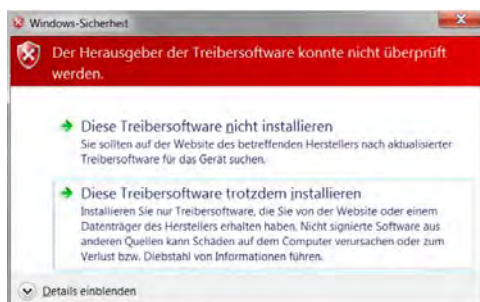 Windows-Sicherheit
Der Herausgeber der Treibersoftware konnte nicht überprüft
werden.
Diese Treibersoftware nicht installieren
Sie sollten auf der Website des betreffenden Herstellers nach aktualisierter
Treibersoftware für das Gerät suchen.
Diese Treibersoftware trotzdem installieren
Installieren Sie nur Treibersoftware, die Sie von der Website oder einem
Datenträger des Herstellers erhalten haben. Nicht signierte Software aus
anderen Quellen kann Schäden auf dem Computer verursachen oder zum
Verlust bzw. Diebstahl von Informationen führen.
Details einblenden